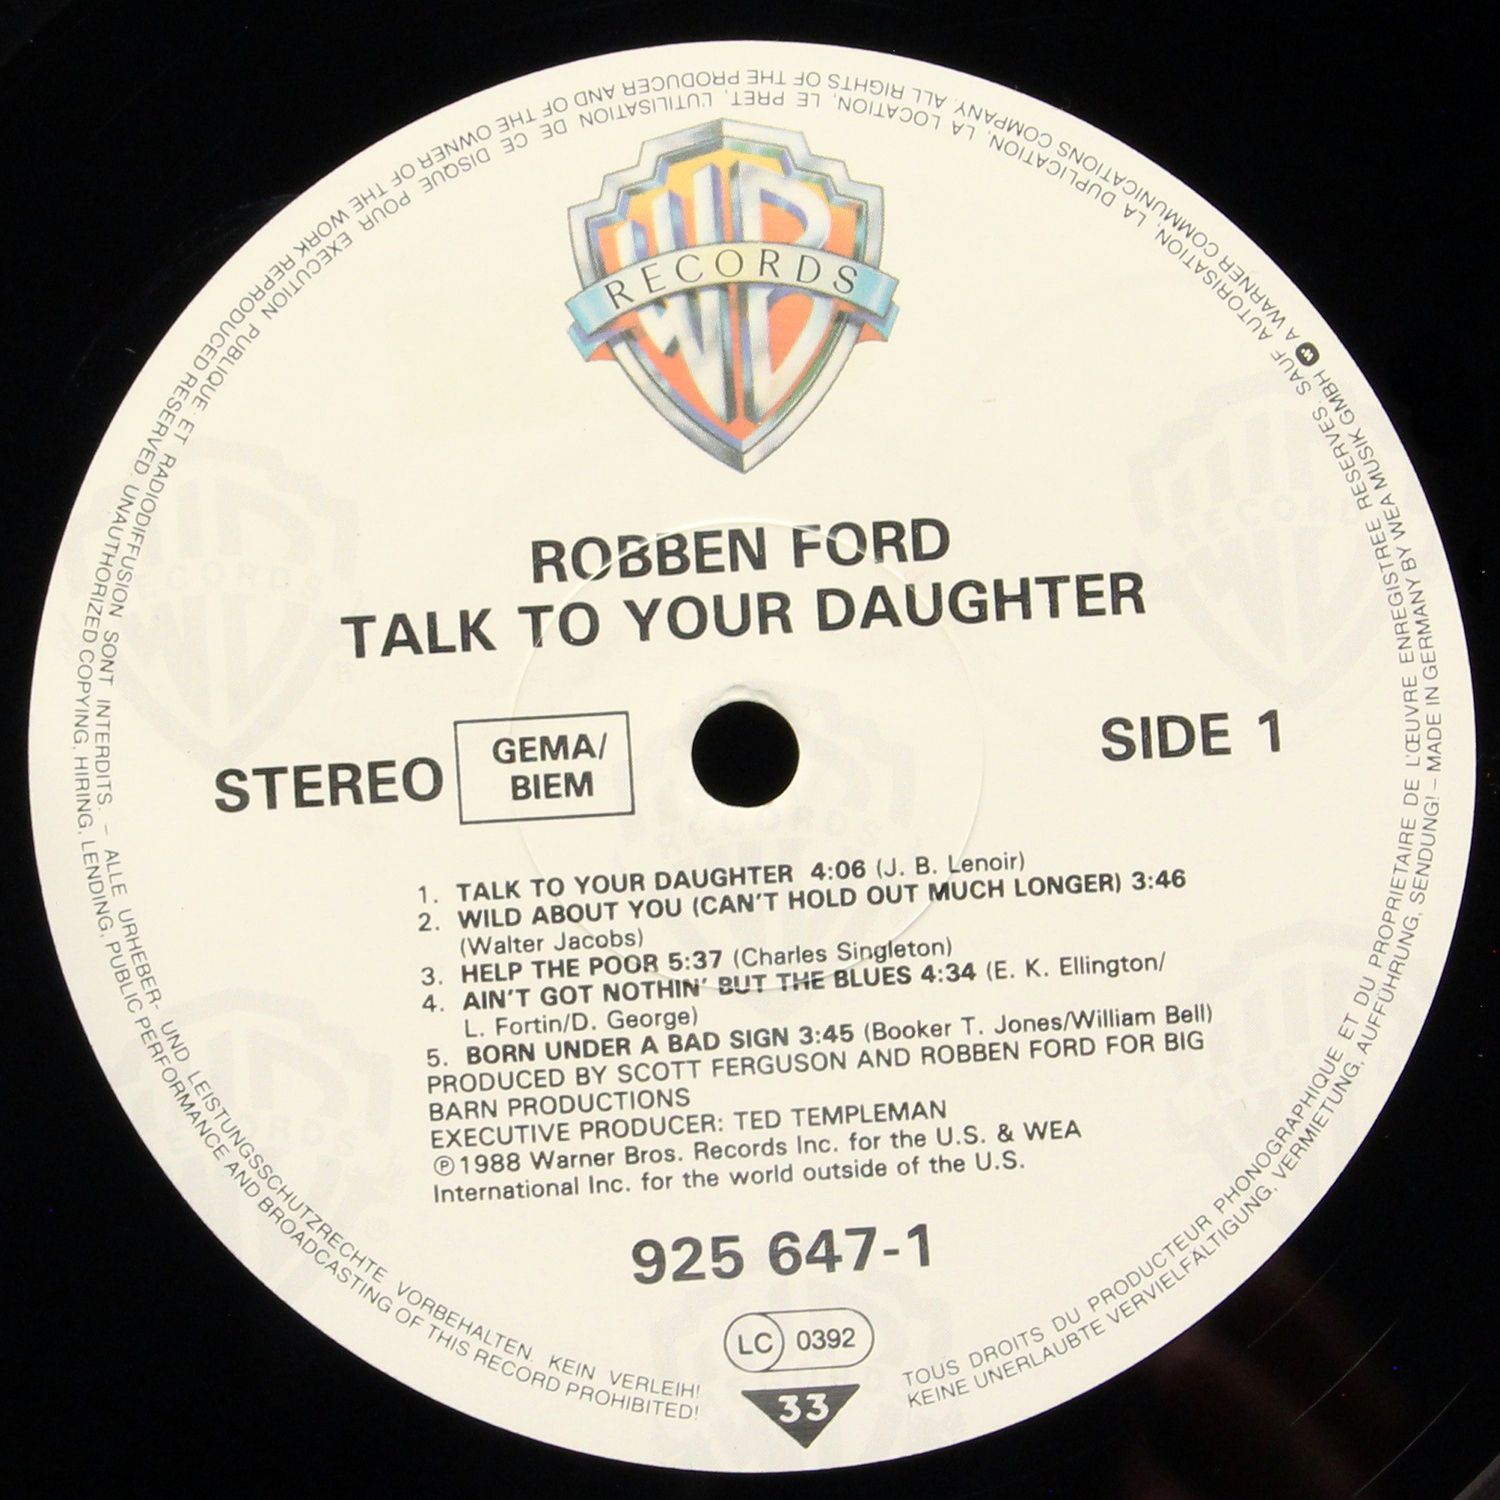 RECORDS
ROBBEN FORD
TALK TO YOUR DAUGHTER
STEREO
GEMA/
BIEM
SIDE 1
1. TALK TO YOUR DAUGHTER 4:06 (J. B. Lenoir)
2. WILD ABOUT YOU (CAN'T HOLD OUT MUCH LONGER) 3:46
(Walter Jacobs)
3. HELP THE POOR 5:37 (Charles Singleton)
4. AIN'T GOT NOTHIN' BUT THE BLUES 4:34 (E. K. Ellington/
L. Fortin/D. George)
5. BORN UNDER A BAD SIGN 3:45 (Booker T. Jones/William Bell)
PRODUCED BY SCOTT FERGUSON AND ROBBEN FORD FOR BIG
BARN PRODUCTIONS
EXECUTIVE PRODUCER: TED TEMPLEMAN
℗1988 Warner Bros. Records Inc. for the U.S. & WEA
International Inc. for the world outside of the U.S.
925 647-1
LC 0392
33
TOUS DROITS DU PRODUCTEUR PHONOGRAPHIQUE ET DU PROPRIETAIRE DE L'ŒUVRE ENREGISTREE RESERVES. SAUF AUTORISATION, LA DUPLICATION, LA LOCATION, LE PRET, L'UTILISATION DE CE DISQUE POUR EXECUTION PUBLIQUE ET RADIODIFFUSION SONT INTERDITS. – ALLE URHEBER- UND LEISTUNGSSCHUTZRECHTE VORBEHALTEN. KEIN VERLEIH!
KEINE UNERLAUBTE VERVIELFÄLTIGUNG, VERMIETUNG, AUFFÜHRUNG, SENDUNG! – MADE IN GERMANY BY WEA MUSIK GMBH A WARNER COMMUNICATIONS COMPANY. ALL RIGHTS OF THE PRODUCER AND OF THE OWNER OF THE WORK REPRODUCED RESERVED. UNAUTHORIZED COPYING, HIRING, LENDING, PUBLIC PERFORMANCE AND BROADCASTING OF THIS RECORD PROHIBITED!